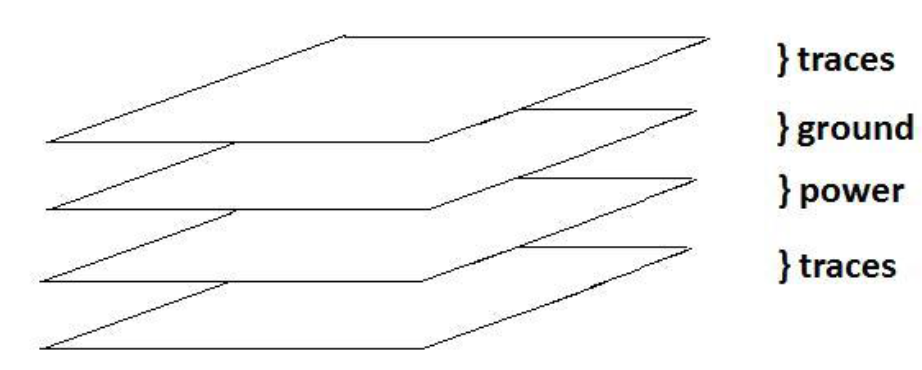 } traces
} ground
} power
} traces